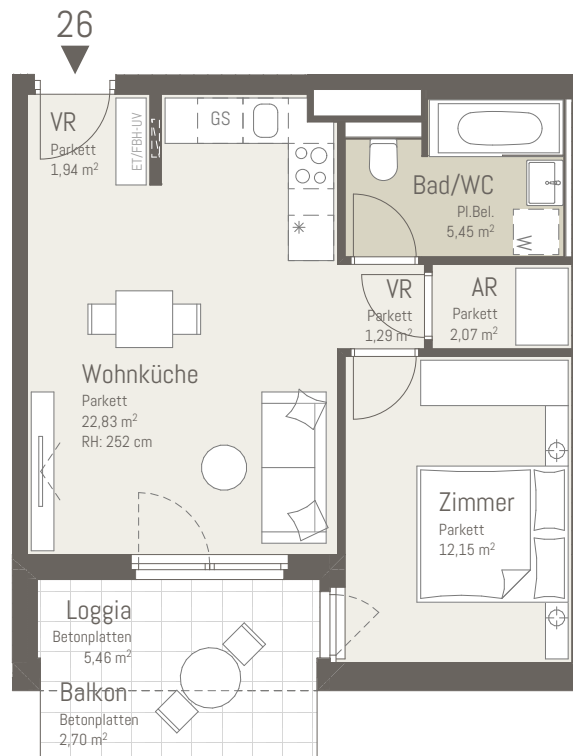 26
VR
Parkett
1,94 m²
ET/FBH-UV
GS
Bad/WC
Pl.Bel.
5,45 m²
W
VR
Parkett
1,29 m²
AR
Parkett
2,07 m²
Wohnküche
Parkett
22,83 m²
RH: 252 cm
Zimmer
Parkett
12,15 m²
Loggia
Betonplatten
5,46 m²
Balkon
Betonplatten
2,70 m²